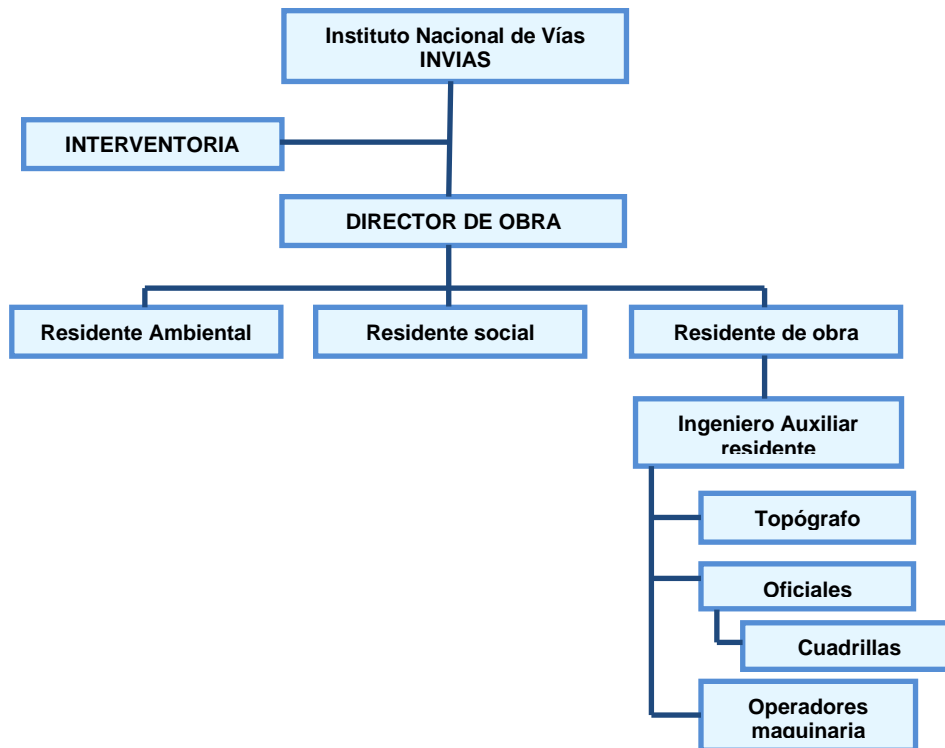 Instituto Nacional de Vías
INVIAS
INTERVENTORIA
DIRECTOR DE OBRA
Residente Ambiental
Residente social
Residente de obra
Ingeniero Auxiliar
residente
Topógrafo
Oficiales
Cuadrillas
Operadores
maquinaria